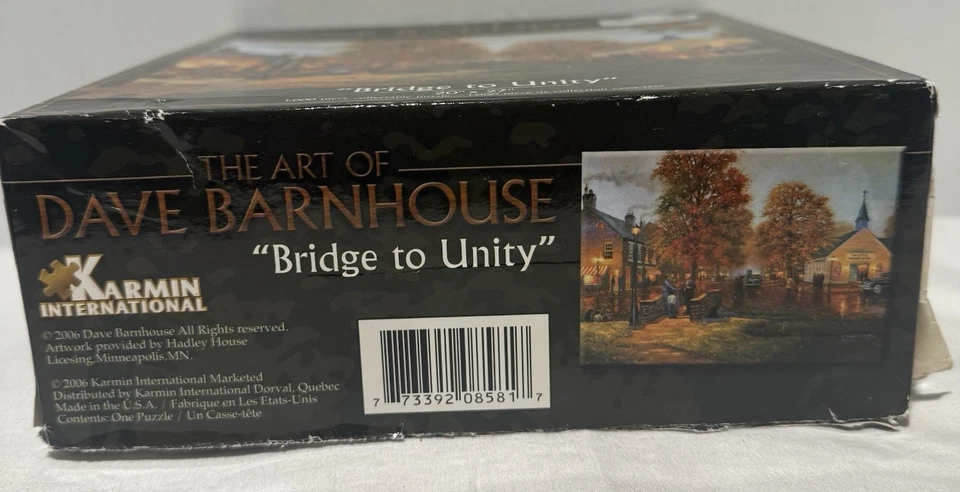 "Bridge to Unity"
THE ART OF
DAVE BARNHOUSE
"Bridge to Unity"
KARMIN
INTERNATIONAL
© 2006 Dave Barnhouse All Rights reserved.
Artwork provided by Hadley House
Licesing,Minneapolis,MN.
© 2006 Karmin International Marketed
Distributed by Karmin International Dorval, Quebec
Made in the U.S.A. / Fabrique en Les Etats-Unis
Contents: One Puzzle / Un Casse-tête
7 73392 08581 7